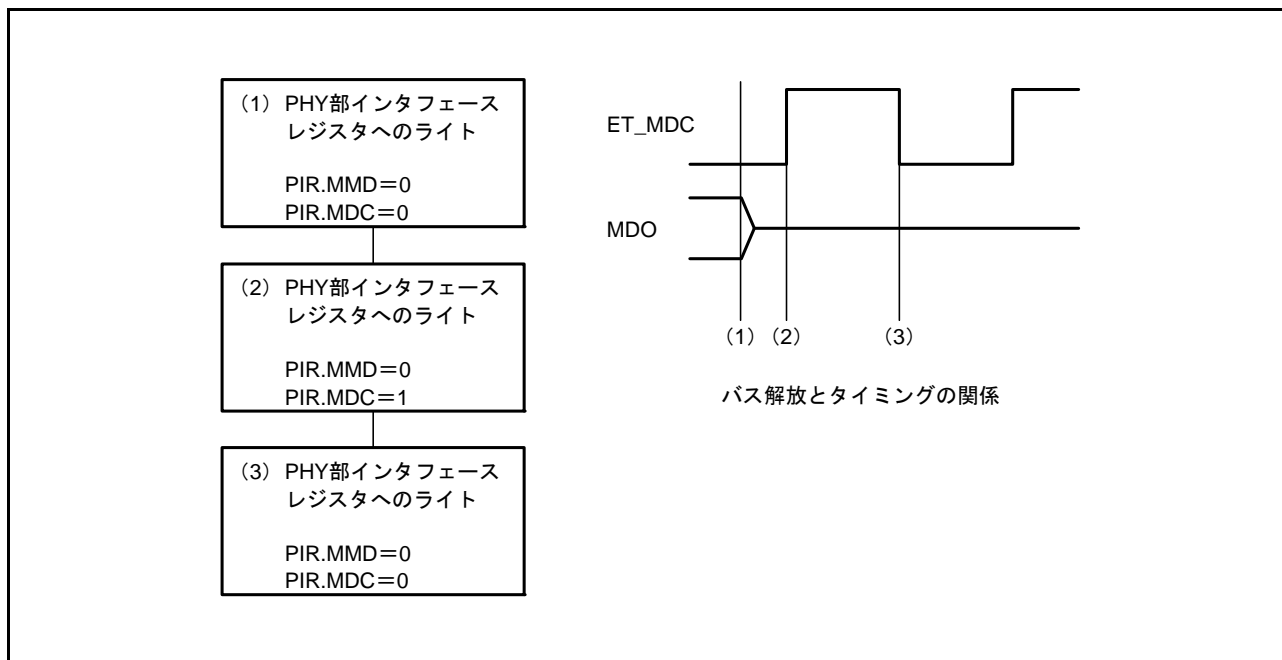 (1) PHY部インタフェース
レジスタへのライト
PIR.MMD=0
PIR.MDC=0
(2) PHY部インタフェース
レジスタへのライト
PIR.MMD=0
PIR.MDC=1
(3) PHY部インタフェース
レジスタへのライト
PIR.MMD=0
PIR.MDC=0
ET_MDC
MDO
(1) (2) (3)
バス解放とタイミングの関係